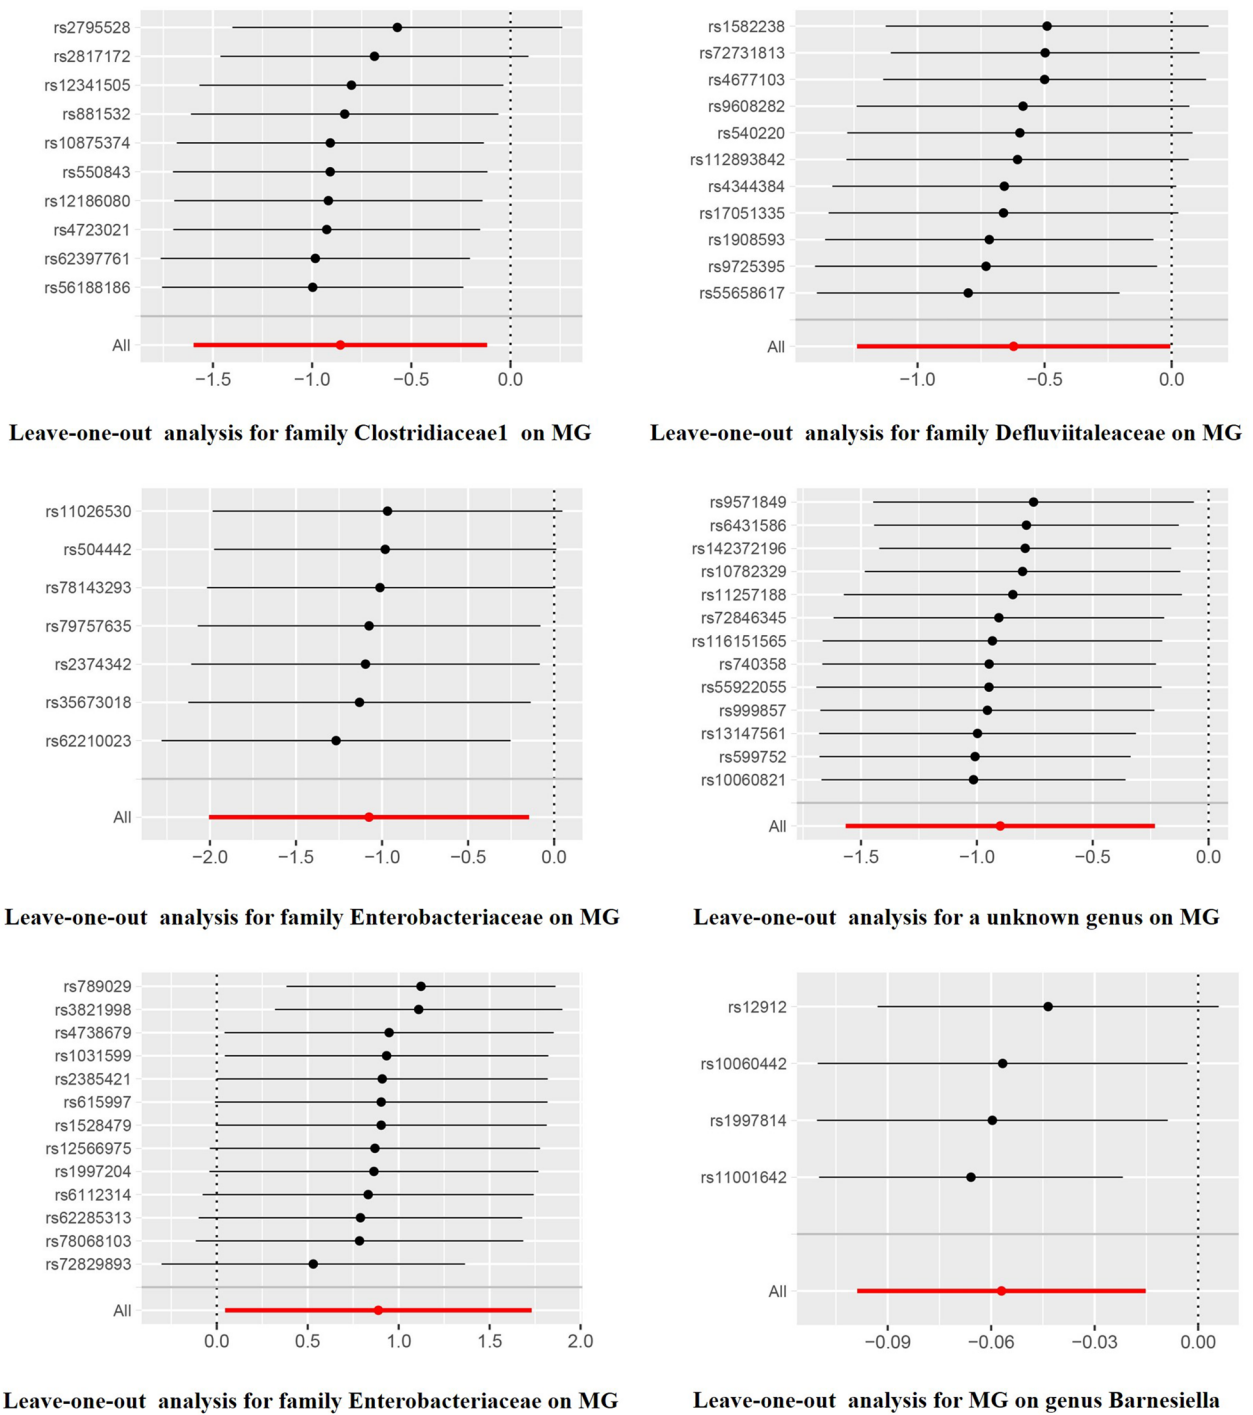 rs2795528
rs2817172
rs12341505
rs881532
rs10875374
rs550843
rs12186080
rs4723021
rs62397761
rs56188186
All
−1.5 −1.0 −0.5 0.0
Leave-one-out analysis for family Clostridiaceae1 on MG
rs1582238
rs72731813
rs4677103
rs9608282
rs540220
rs112893842
rs4344384
rs17051335
rs1908593
rs9725395
rs55658617
All
−1.0 −0.5 0.0
Leave-one-out analysis for family Defluviitaleaceae on MG
rs11026530
rs504442
rs78143293
rs79757635
rs2374342
rs35673018
rs62210023
All
−2.0 −1.5 −1.0 −0.5 0.0
Leave-one-out analysis for family Enterobacteriaceae on MG
rs9571849
rs6431586
rs142372196
rs10782329
rs11257188
rs72846345
rs116151565
rs740358
rs55922055
rs999857
rs13147561
rs599752
rs10060821
All
−1.5 −1.0 −0.5 0.0
Leave-one-out analysis for a unknown genus on MG
rs789029
rs3821998
rs4738679
rs1031599
rs2385421
rs615997
rs1528479
rs12566975
rs1997204
rs6112314
rs62285313
rs78068103
rs72829893
All
0.0 0.5 1.0 1.5 2.0
Leave-one-out analysis for family Enterobacteriaceae on MG
rs12912
rs10060442
rs1997814
rs11001642
All
−0.09 −0.06 −0.03 0.00
Leave-one-out analysis for MG on genus Barnesiella